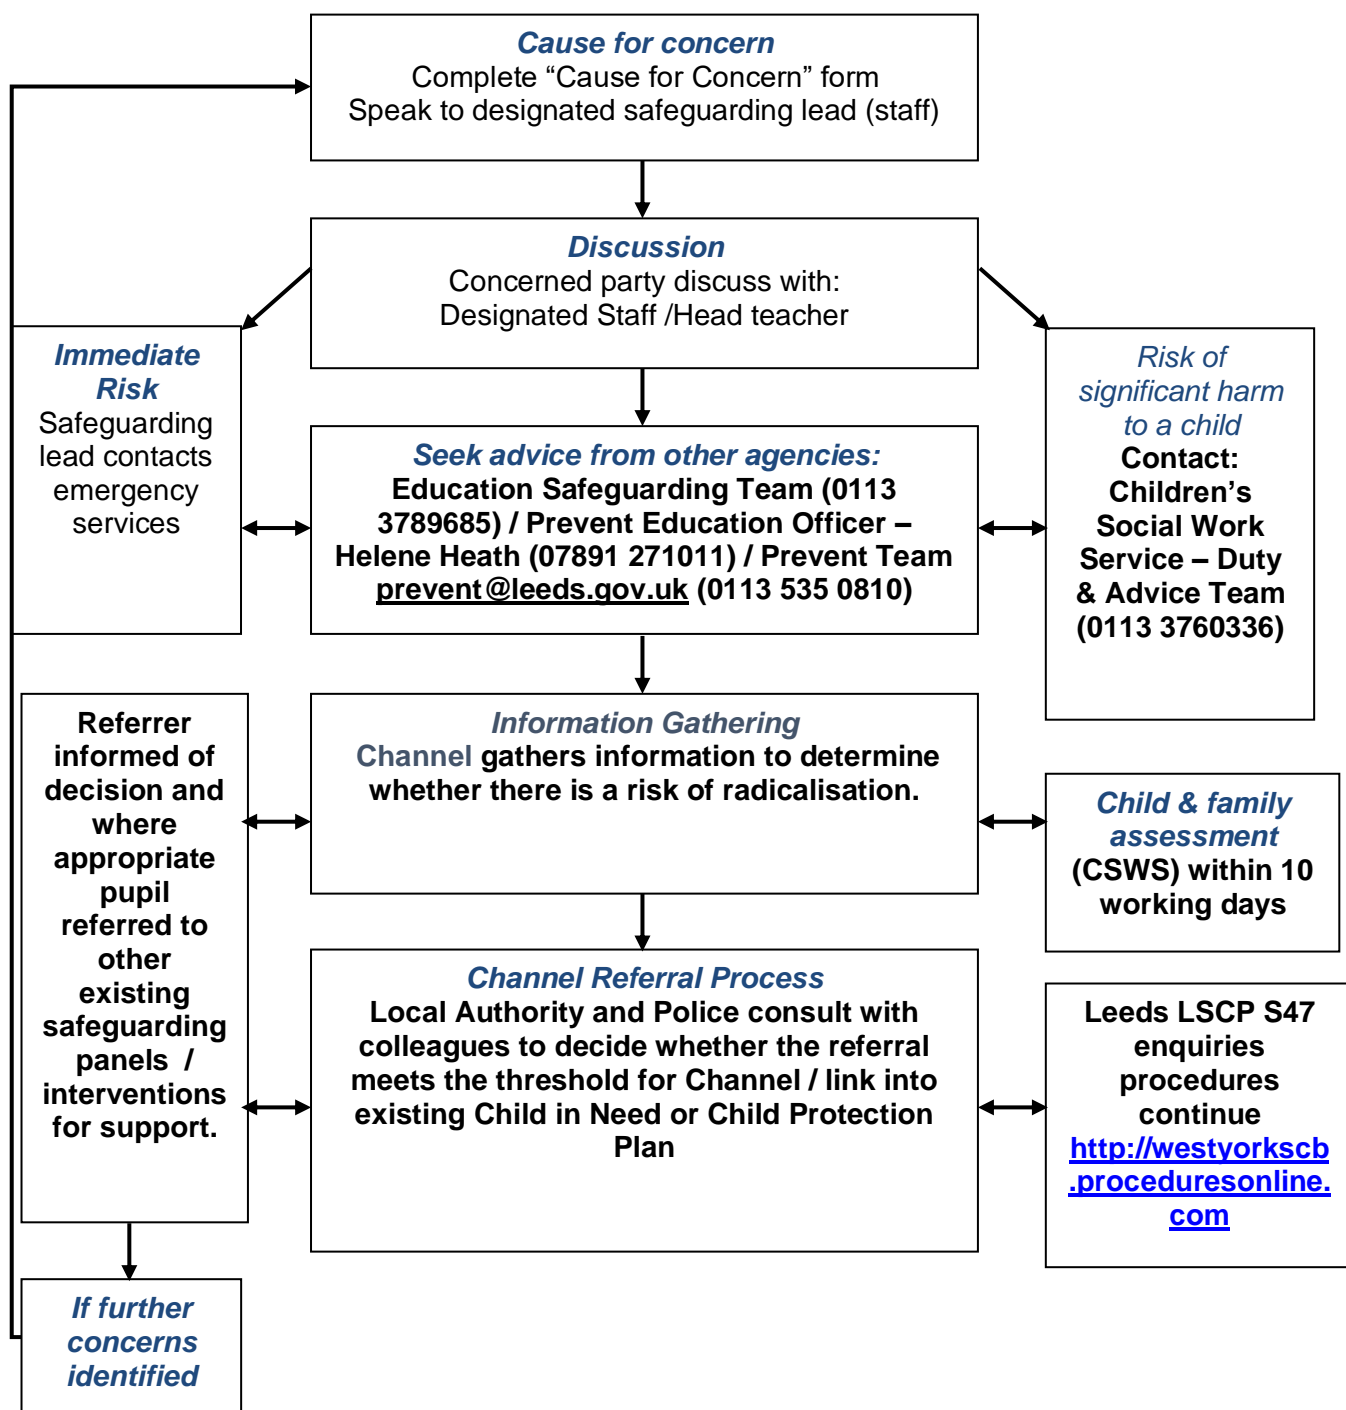 Cause for concern
Complete “Cause for Concern” form
Speak to designated safeguarding lead (staff)
Discussion
Concerned party discuss with:
Designated Staff /Head teacher
Immediate
Risk
Safeguarding
lead contacts
emergency
services
Seek advice from other agencies:
Education Safeguarding Team (0113
3789685) / Prevent Education Officer –
Helene Heath (07891 271011) / Prevent Team
prevent@leeds.gov.uk (0113 535 0810)
Risk of
significant harm
to a child
Contact:
Children’s
Social Work
Service – Duty
& Advice Team
(0113 3760336)
Referrer
informed of
decision and
where
appropriate
pupil
referred to
other
existing
safeguarding
panels /
interventions
for support.
Information Gathering
Channel gathers information to determine
whether there is a risk of radicalisation.
Child & family
assessment
(CSWS) within 10
working days
Channel Referral Process
Local Authority and Police consult with
colleagues to decide whether the referral
meets the threshold for Channel / link into
existing Child in Need or Child Protection
Plan
Leeds LSCP S47
enquiries
procedures
continue
http://westyorkscb
.proceduresonline.
com
If further
concerns
identified